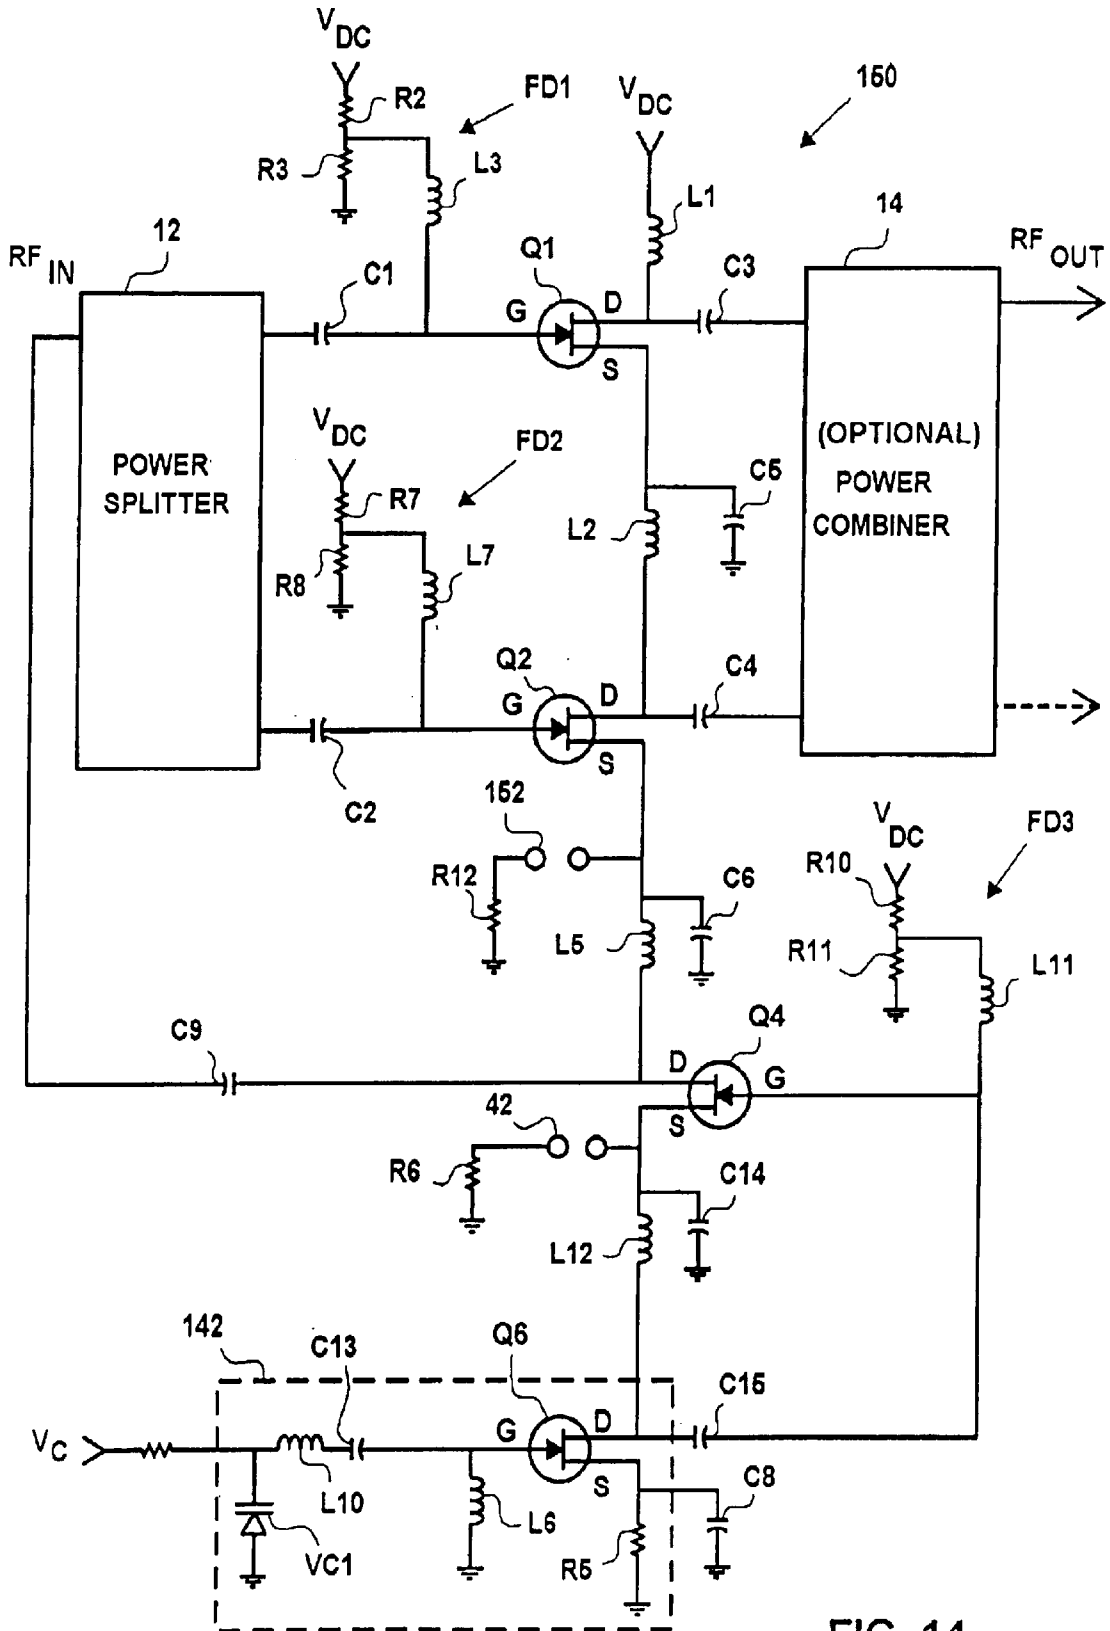 V DC
R2
FD1
150
V DC
R3
L3
L1
12
14
RF IN
Q1
C1
C3
RF OUT
G
D
S
V DC
FD2
(OPTIONAL)
POWER
COMBINER
POWER
SPLITTER
R7
C5
L2
R8
L7
Q2
C4
G
D
S
C2
152
V DC
FD3
R12
C6
R10
L5
R11
L11
C9
Q4
D
G
S
42
R6
C14
L12
142
C13
Q6
C15
VC
G
D
S
L10
L6
C8
VC1
R5
FIG. 14